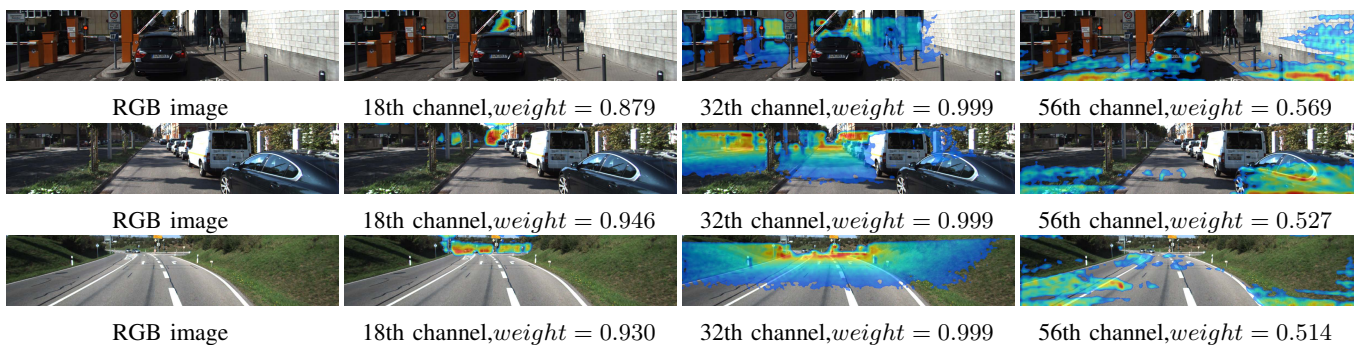 RGB image 18th channel,weight = 0.879 32th channel,weight = 0.999 56th channel,weight = 0.569
RGB image 18th channel,weight = 0.946 32th channel,weight = 0.999 56th channel,weight = 0.527
RGB image 18th channel,weight = 0.930 32th channel,weight = 0.999 56th channel,weight = 0.514